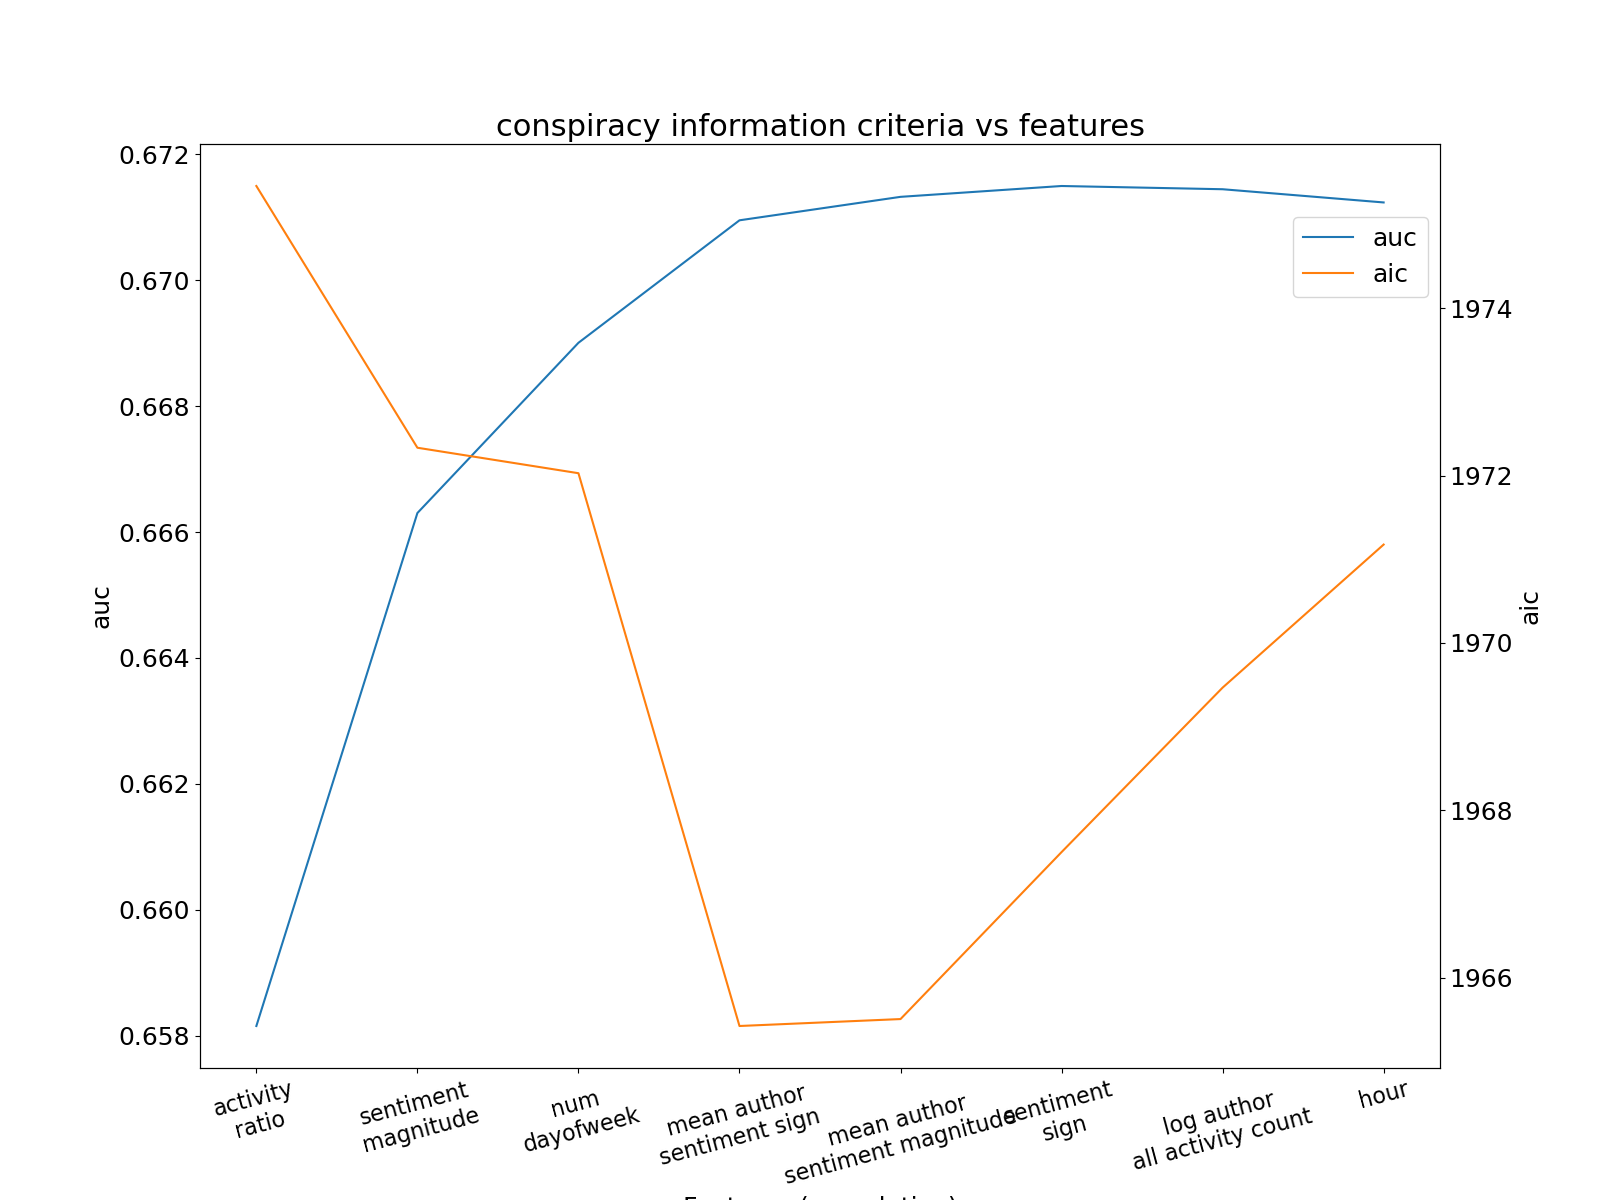 conspiracy information criteria vs features
0.672
0.670
0.668
0.666
0.664
0.662
0.660
0.658
auc
auc
aic
1974
1972
1970
1968
1966
aic
activity
ratio
sentiment
magnitude
num
dayofweek
mean author
sentiment sign
mean author
sentiment magnitude
sentiment
sign
log author
all activity count
hour